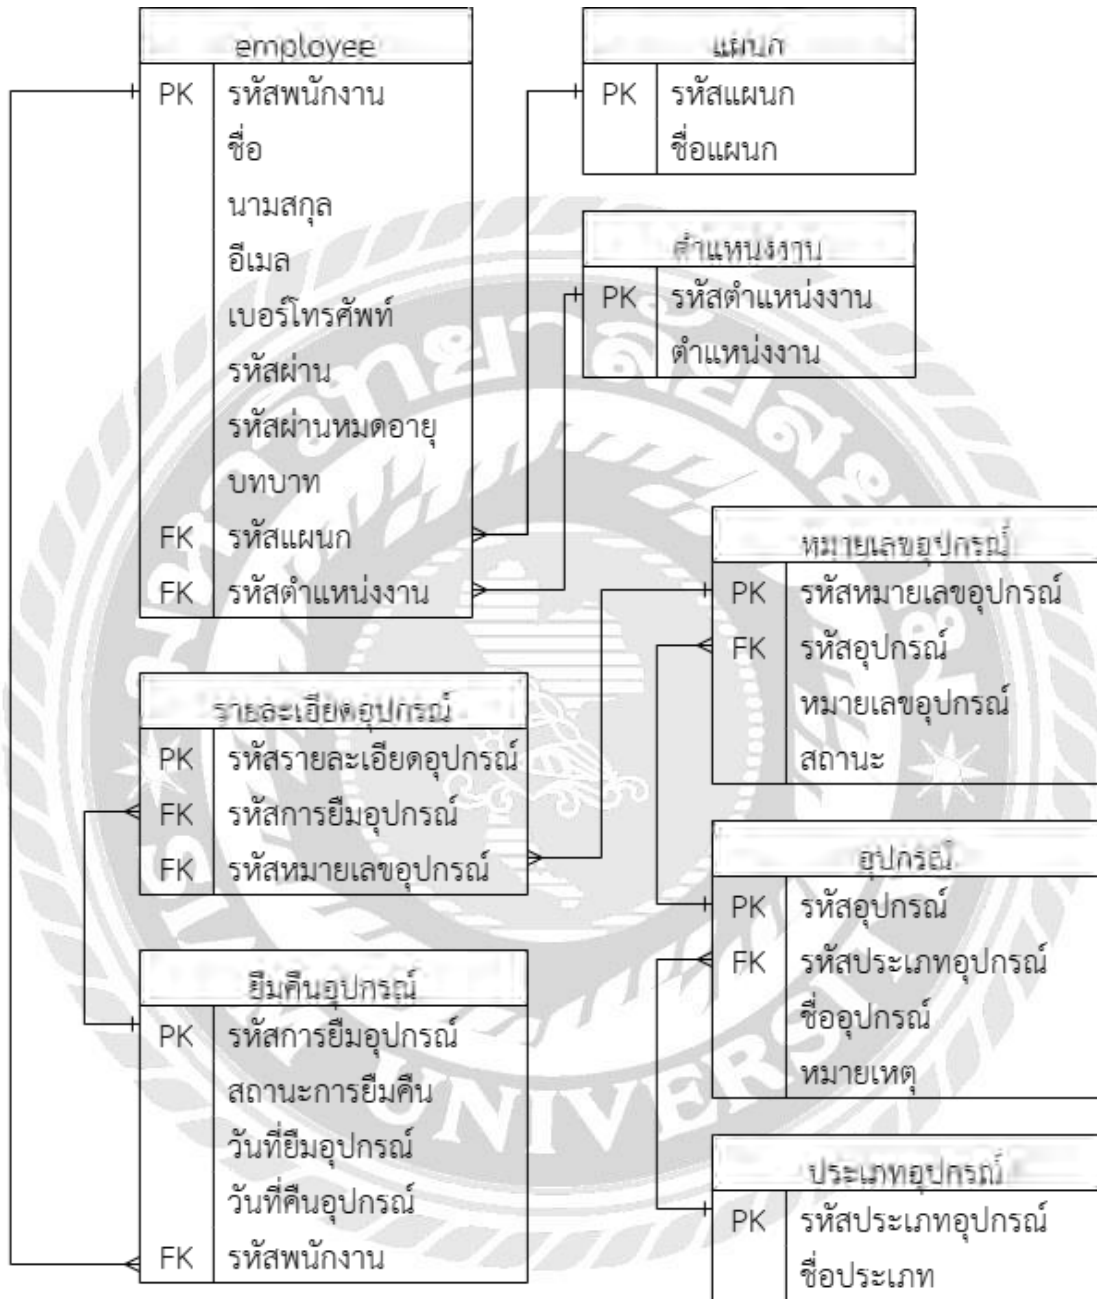 employee
PK รหัสพนักงาน
ชื่อ
นามสกุล
อีเมล
เบอร์โทรศัพท์
รหัสผ่าน
รหัสผ่านหมดอายุ
บทบาท
FK รหัสแผนก
FK รหัสตำแหน่งงาน
แผนก
PK รหัสแผนก
ชื่อแผนก
ตำแหน่งงาน
PK รหัสตำแหน่งงาน
ตำแหน่งงาน
หมายเลขอุปกรณ์
PK รหัสหมายเลขอุปกรณ์
FK รหัสอุปกรณ์
หมายเลขอุปกรณ์
สถานะ
รายละเอียดอุปกรณ์
PK รหัสรายละเอียดอุปกรณ์
FK รหัสการยืมอุปกรณ์
FK รหัสหมายเลขอุปกรณ์
อุปกรณ์
PK รหัสอุปกรณ์
FK รหัสประเภทอุปกรณ์
ชื่ออุปกรณ์
หมายเหตุ
ยืมคืนอุปกรณ์
PK รหัสการยืมอุปกรณ์
สถานะการยืมคืน
วันที่ยืมอุปกรณ์
วันที่คืนอุปกรณ์
FK รหัสพนักงาน
ประเภทอุปกรณ์
PK รหัสประเภทอุปกรณ์
ชื่อประเภท
UNIVERSITY